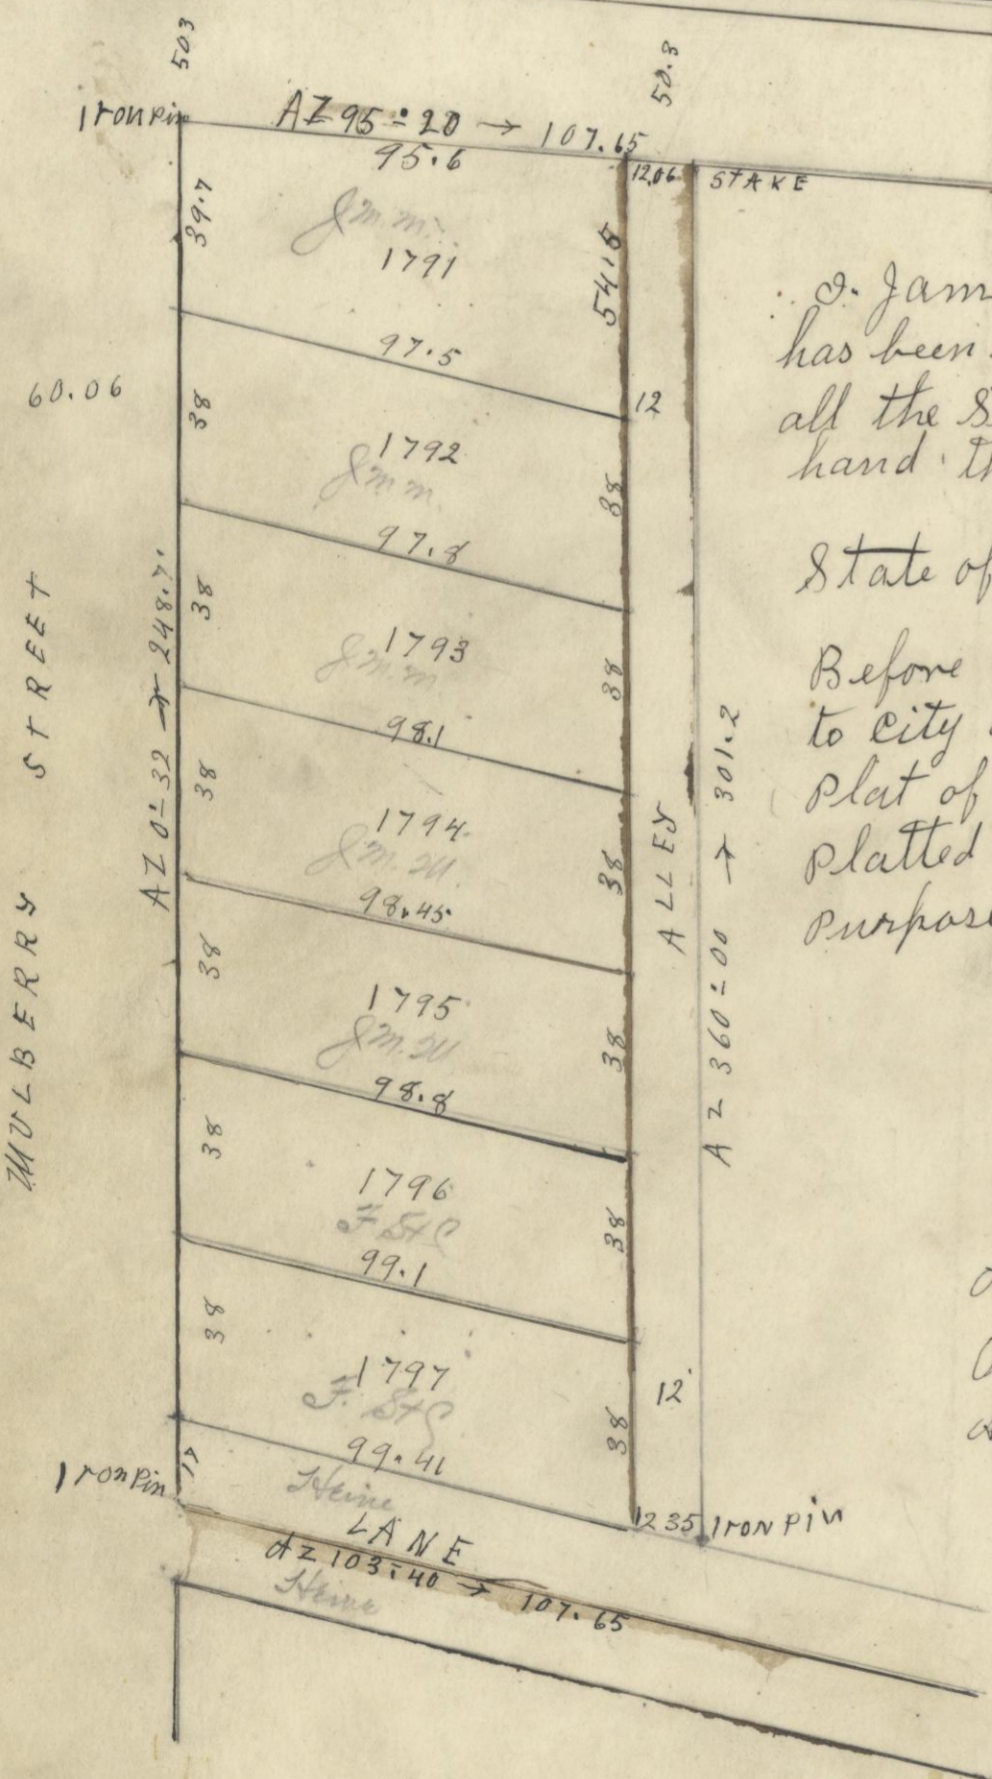 503
50.3
Iron Pin
AZ 95-20 → 107.65
95.6
12.06
STAKE
39.7
J.m.m.
1791
54.5
97.5
60.06
12
38
1792
J m m
38
97.8
38
1793
J.m.m
38
98.1
38
1794
J.M.M.
38
98.45
38
1795
J.M.M
38
98.8
38
1796
F St C
38
99.1
38
1797
F. St C
38
99.41
12
17
Iron Pin
Heine
LANE
AZ 103-40 → 107.65
Heine
12 35
Iron Pin
MULBERRY STREET
AZ 0-32 → 248.7
ALLEY
AZ 360-00 → 301.2
I. Jam
has been
all the S
hand th
State of
Before
to City
Plat of
Platted
Purpose